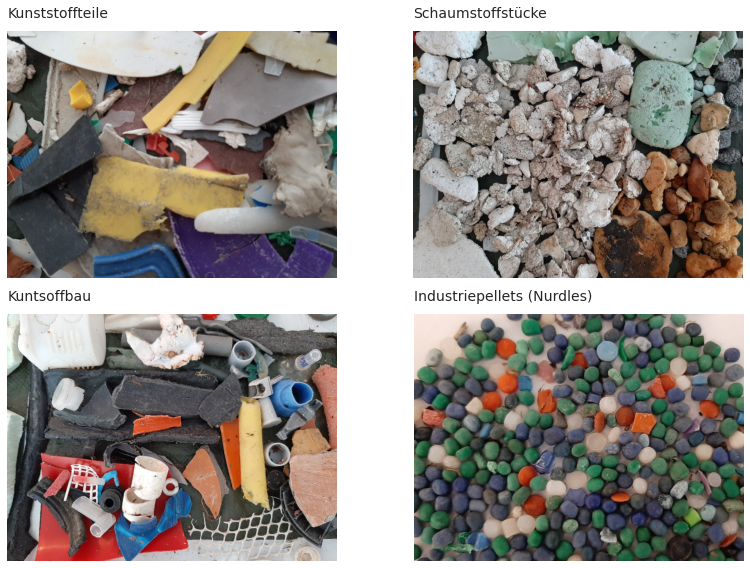 Kunststoffteile
Schaumstoffstücke
Kuntsoffbau
Industriepellets (Nurdles)